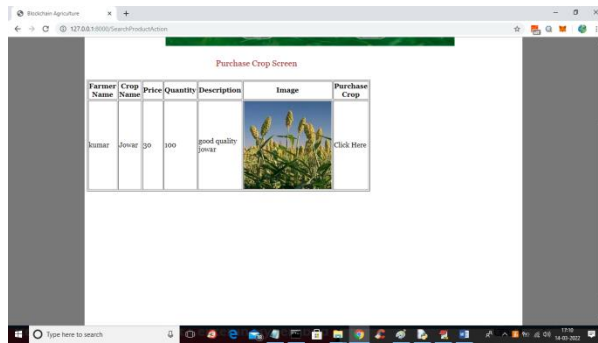 Blockchain Agriculture
127.0.0.1:8000/SearchProductAction
Purchase Crop Screen
Farmer Name Crop Name Price Quantity Description Image Purchase Crop
kumar Jowar 30 100 good quality jowar Click Here
Type here to search
17:10
14-03-2022